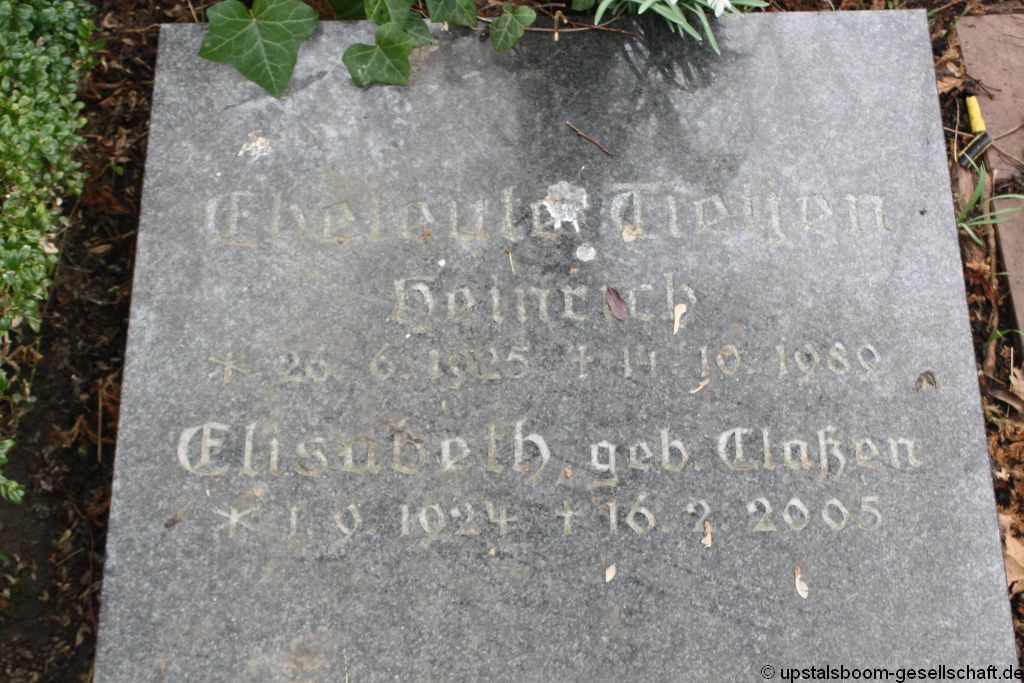 Eheleute Tietjen
Heinrich
* 26. 6. 1925 † 14. 10. 1989
Elisabeth, geb. Claßen
* 1. 9. 1924 † 16. 2. 2005
© upstalsboom-gesellschaft.de